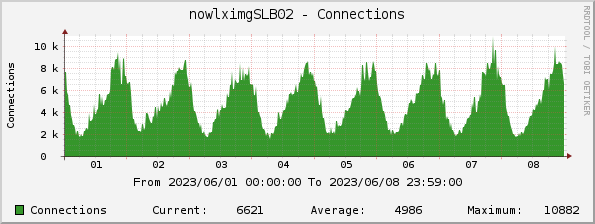 nowlximgSLB02 - Connections
RRDTOOL / TOBI OETIKER
Connections
10 k
8 k
6 k
4 k
2 k
0
01 02 03 04 05 06 07 08
From 2023/06/01 00:00:00 To 2023/06/08 23:59:00
Connections Current: 6621 Average: 4986 Maximum: 10882